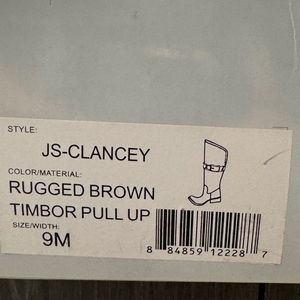 STYLE:
JS-CLANCEY
COLOR/MATERIAL:
RUGGED BROWN
TIMBOR PULL UP
SIZE/WIDTH:
9M
8 84859 12228 7